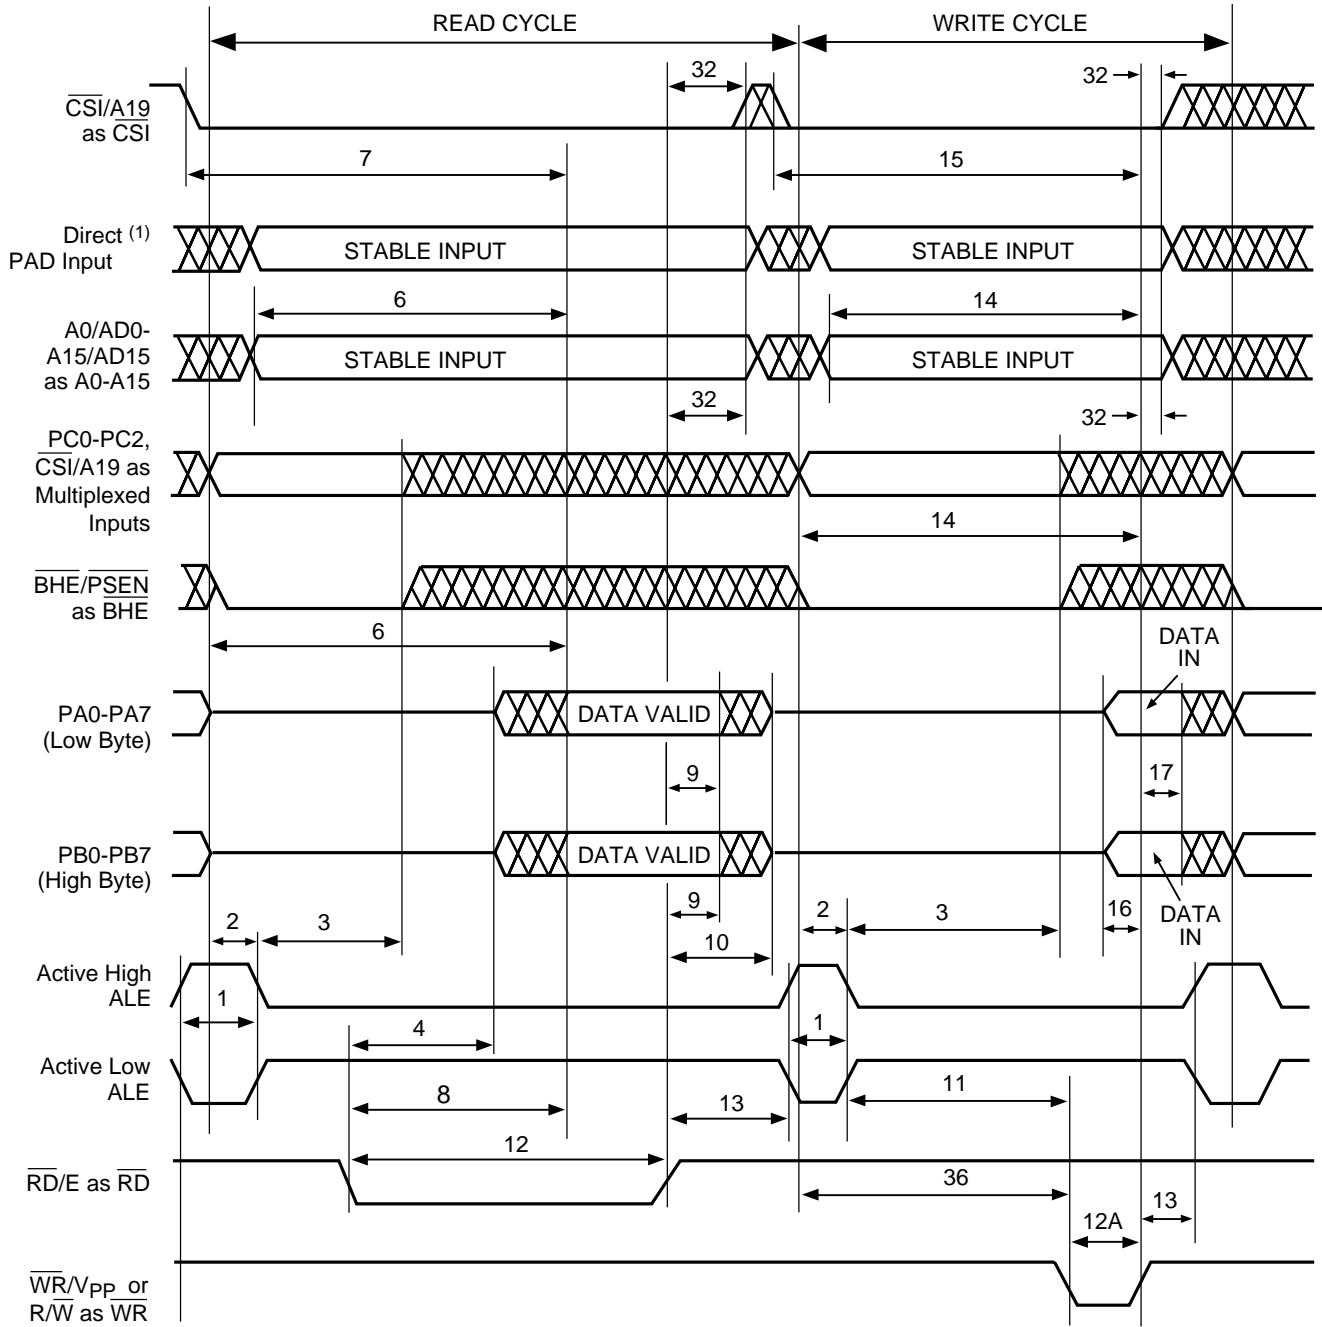 READ CYCLE
WRITE CYCLE
32
32
CSI/A19
as CSI
7
15
Direct (1)
PAD Input
STABLE INPUT
STABLE INPUT
6
14
A0/AD0-
A15/AD15
as A0-A15
STABLE INPUT
STABLE INPUT
32
32
PC0-PC2,
CSI/A19 as
Multiplexed
Inputs
14
BHE/PSEN
as BHE
6
DATA
IN
PA0-PA7
(Low Byte)
DATA VALID
9
17
PB0-PB7
(High Byte)
DATA VALID
9
2
3
10
2
3
16
DATA
IN
Active High
ALE
1
4
1
Active Low
ALE
8
13
11
12
RD/E as RD
36
12A
13
WR/VPP or
R/W as WR